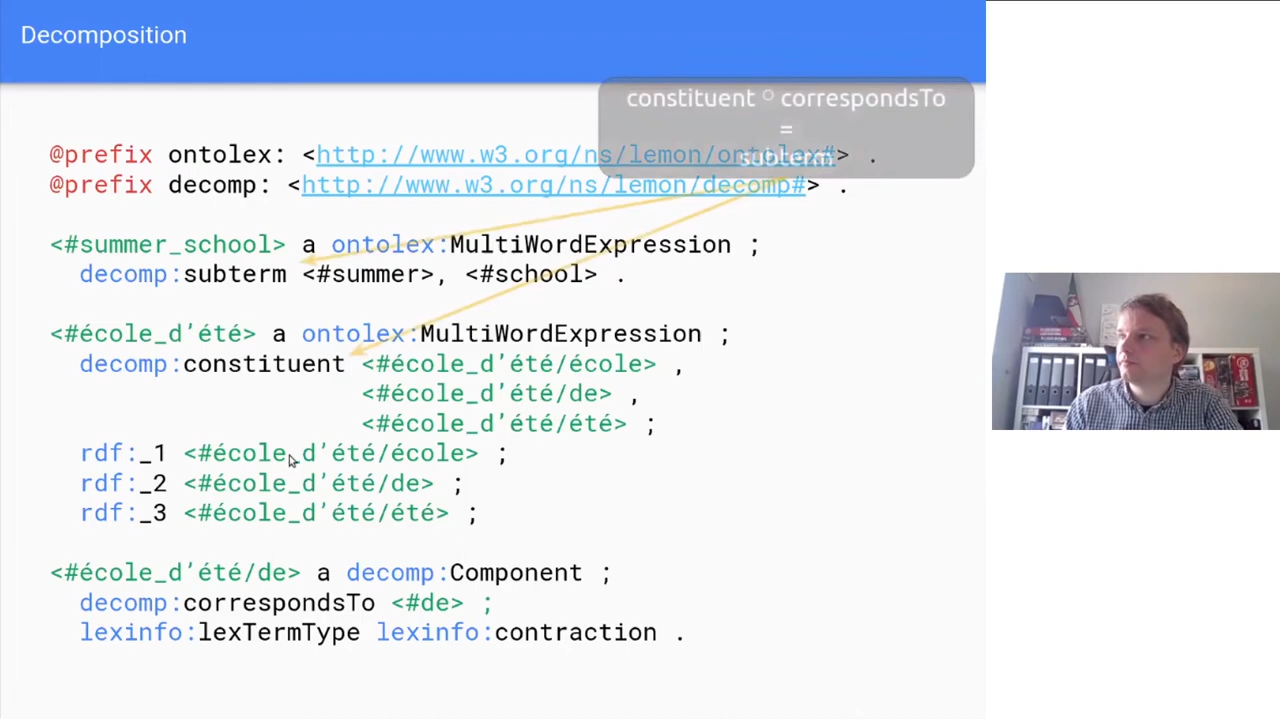 Decomposition
constituent ○ correspondsTo
=
subterm
@prefix ontolex: <http://www.w3.org/ns/lemon/ontolex#> .
@prefix decomp: <http://www.w3.org/ns/lemon/decomp#> .
<#summer_school> a ontolex:MultiWordExpression ;
decomp:subterm <#summer>, <#school> .
<#école_d’été> a ontolex:MultiWordExpression ;
decomp:constituent <#école_d’été/école> ,
<#école_d’été/de> ,
<#école_d’été/été> ;
rdf:_1 <#école_d’été/école> ;
rdf:_2 <#école_d’été/de> ;
rdf:_3 <#école_d’été/été> ;
<#école_d’été/de> a decomp:Component ;
decomp:correspondsTo <#de> ;
lexinfo:lexTermType lexinfo:contraction .